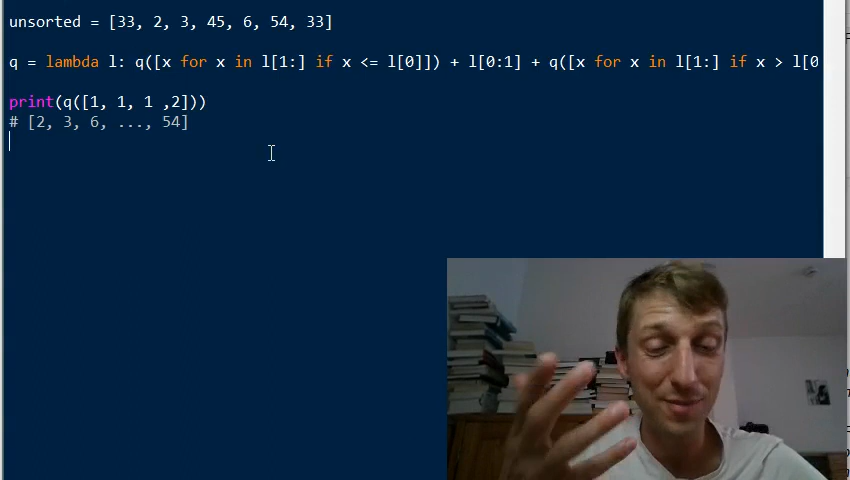 unsorted = [33, 2, 3, 45, 6, 54, 33]
q = lambda l: q([x for x in l[1:] if x <= l[0]]) + l[0:1] + q([x for x in l[1:] if x > l[0
print(q([1, 1, 1 ,2]))
# [2, 3, 6, ..., 54]